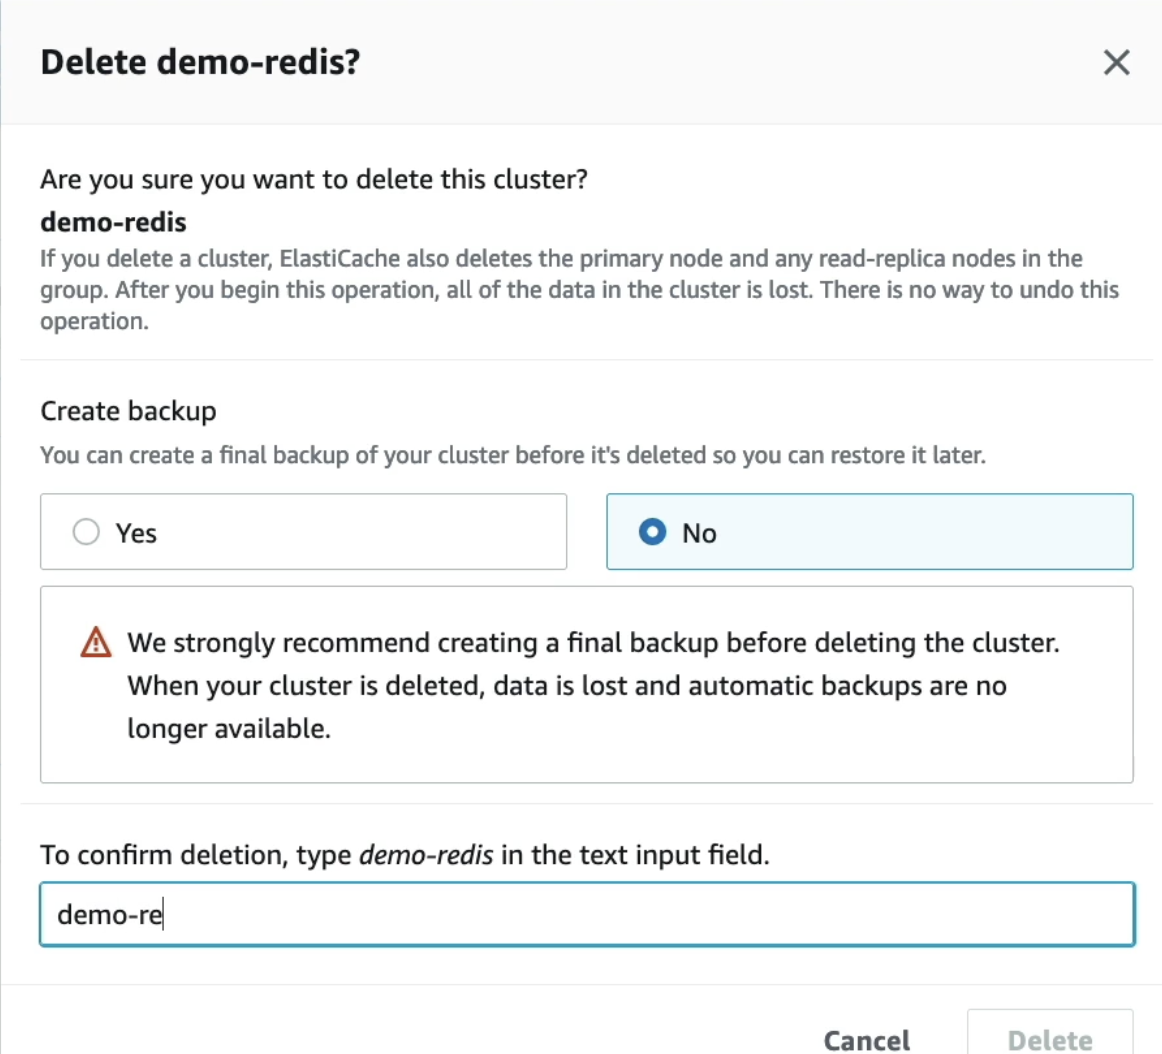 Delete demo-redis?
Are you sure you want to delete this cluster?
demo-redis
If you delete a cluster, ElastiCache also deletes the primary node and any read-replica nodes in the
group. After you begin this operation, all of the data in the cluster is lost. There is no way to undo this
operation.
Create backup
You can create a final backup of your cluster before it's deleted so you can restore it later.
Yes
No
We strongly recommend creating a final backup before deleting the cluster.
When your cluster is deleted, data is lost and automatic backups are no
longer available.
To confirm deletion, type demo-redis in the text input field.
demo-re
Cancel
Delete